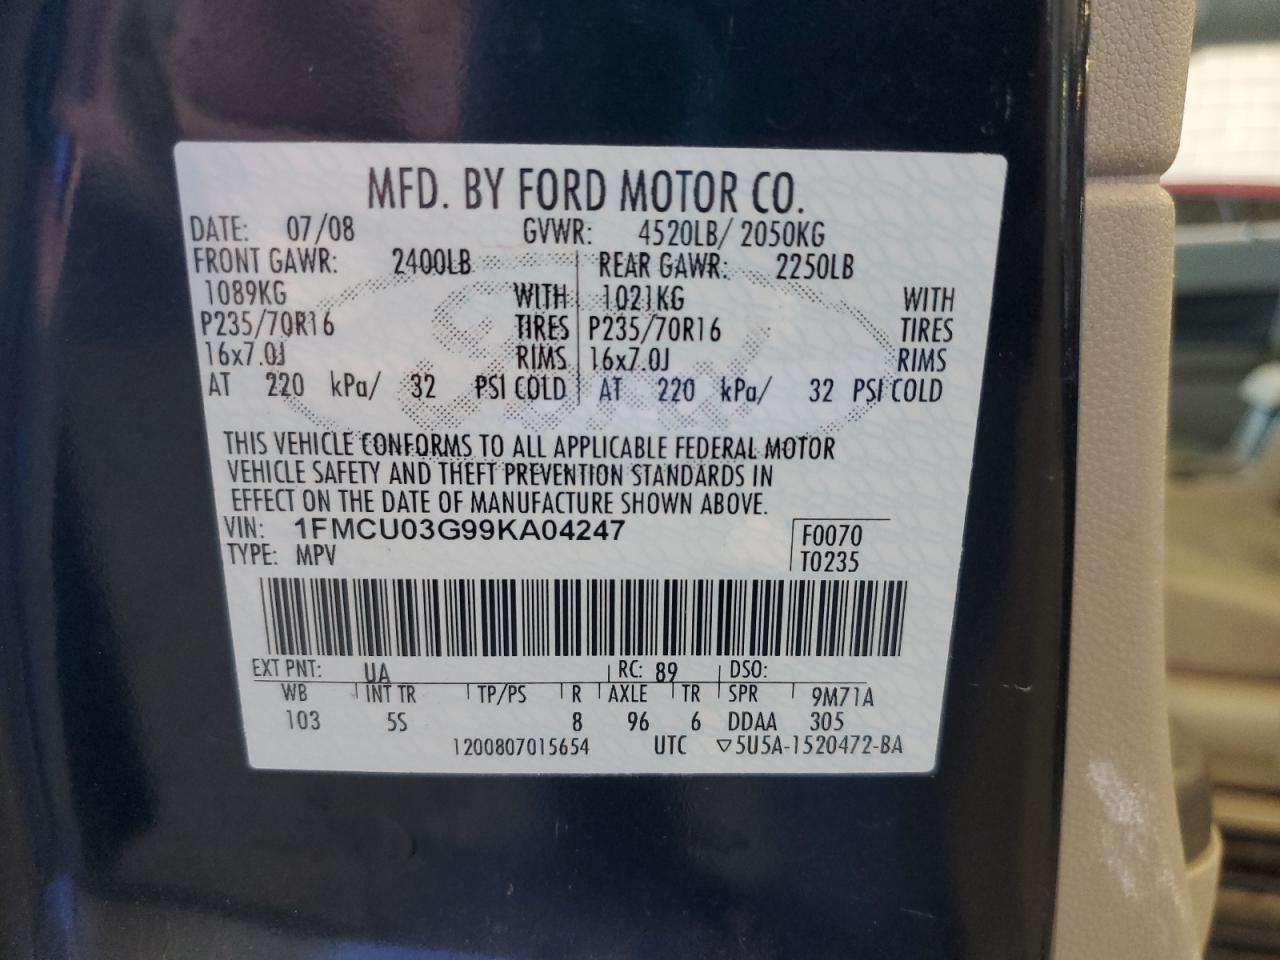 MFD. BY FORD MOTOR CO.
DATE: 07/08 GVWR: 4520LB/ 2050KG
FRONT GAWR: 2400LB REAR GAWR: 2250LB
1089KG WITH 1021KG WITH
P235/70R16 TIRES P235/70R16 TIRES
16x7.0J RIMS 16x7.0J RIMS
AT 220 kPa/ 32 PSI COLD AT 220 kPa/ 32 PSI COLD
THIS VEHICLE CONFORMS TO ALL APPLICABLE FEDERAL MOTOR
VEHICLE SAFETY AND THEFT PREVENTION STANDARDS IN
EFFECT ON THE DATE OF MANUFACTURE SHOWN ABOVE.
VIN: 1FMCU03G99KA04247 F0070
TYPE: MPV T0235
EXT PNT: UA RC: 89 DSO:
WB INT TR TP/PS R AXLE TR SPR 9M71A
103 5S 8 96 6 DDAA 305
1200807015654 UTC ▽5U5A-1520472-BA